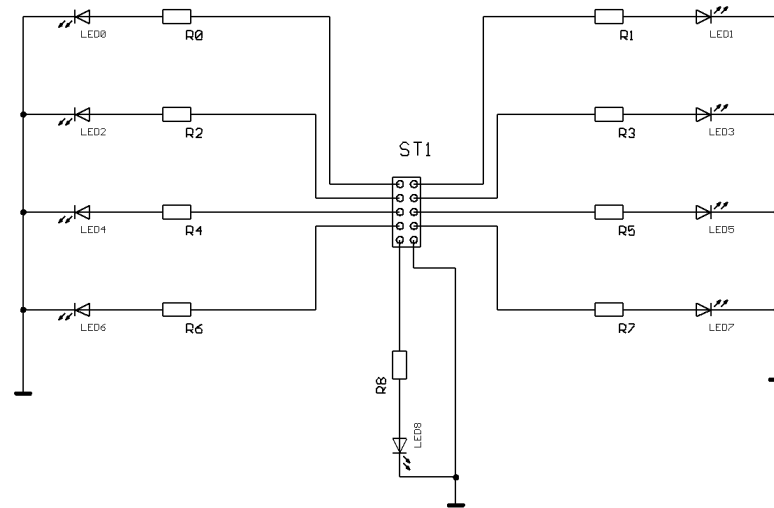 LED0
R0
R1
LED1
LED2
R2
R3
LED3
ST1
LED4
R4
R5
LED5
LED6
R6
R7
LED7
R8
LED8